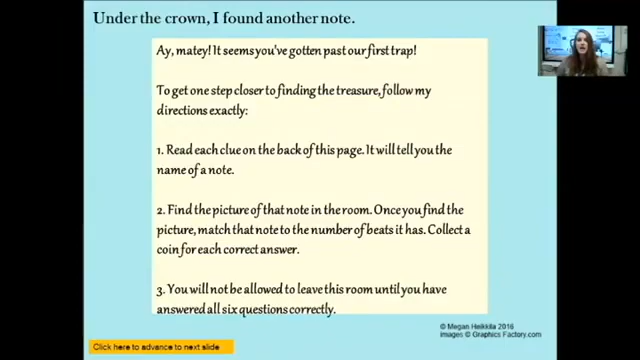 Under the crown, I found another note.
Ay, matey! It seems you've gotten past our first trap!
To get one step closer to finding the treasure, follow my
directions exactly:
1. Read each clue on the back of this page. It will tell you the
name of a note.
2. Find the picture of that note in the room. Once you find the
picture, match that note to the number of beats it has. Collect a
coin for each correct answer.
3. You will not be allowed to leave this room until you have
answered all six questions correctly.
© Megan Heikkila 2016
Images © Graphics Factory.com
Click here to advance to next slide